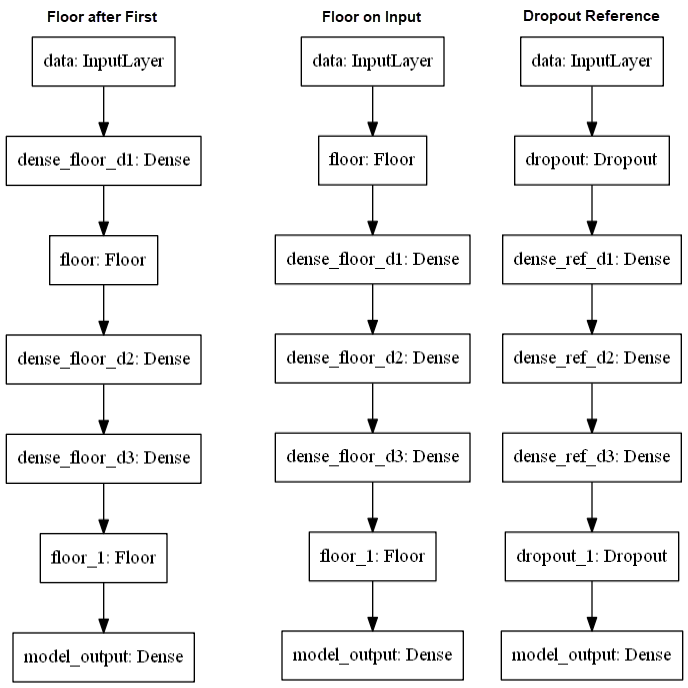 Floor after First
data: InputLayer
dense_floor_d1: Dense
floor: Floor
dense_floor_d2: Dense
dense_floor_d3: Dense
floor_1: Floor
model_output: Dense
Floor on Input
data: InputLayer
floor: Floor
dense_floor_d1: Dense
dense_floor_d2: Dense
dense_floor_d3: Dense
floor_1: Floor
model_output: Dense
Dropout Reference
data: InputLayer
dropout: Dropout
dense_ref_d1: Dense
dense_ref_d2: Dense
dense_ref_d3: Dense
dropout_1: Dropout
model_output: Dense